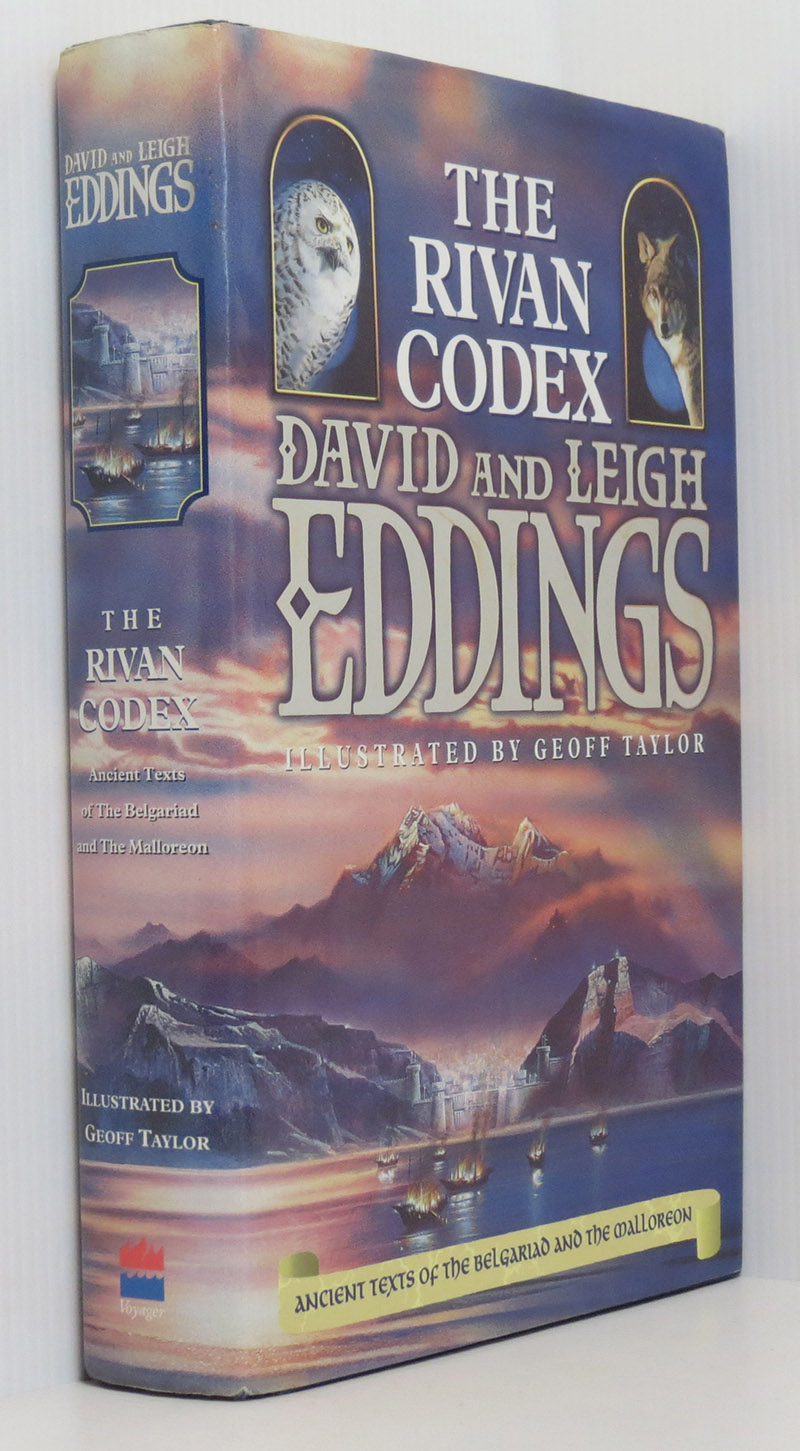 DAVID AND LEIGH
EDDINGS
THE
RIVAN
CODEX
Ancient Texts
of The Belgariad
and The Malloreon
ILLUSTRATED BY
GEOFF TAYLOR
Voyager
THE
RIVAN
CODEX
DAVID AND LEIGH
EDDINGS
ILLUSTRATED BY GEOFF TAYLOR
ANCIENT TEXTS OF THE BELGARIAD AND THE MALLOREON